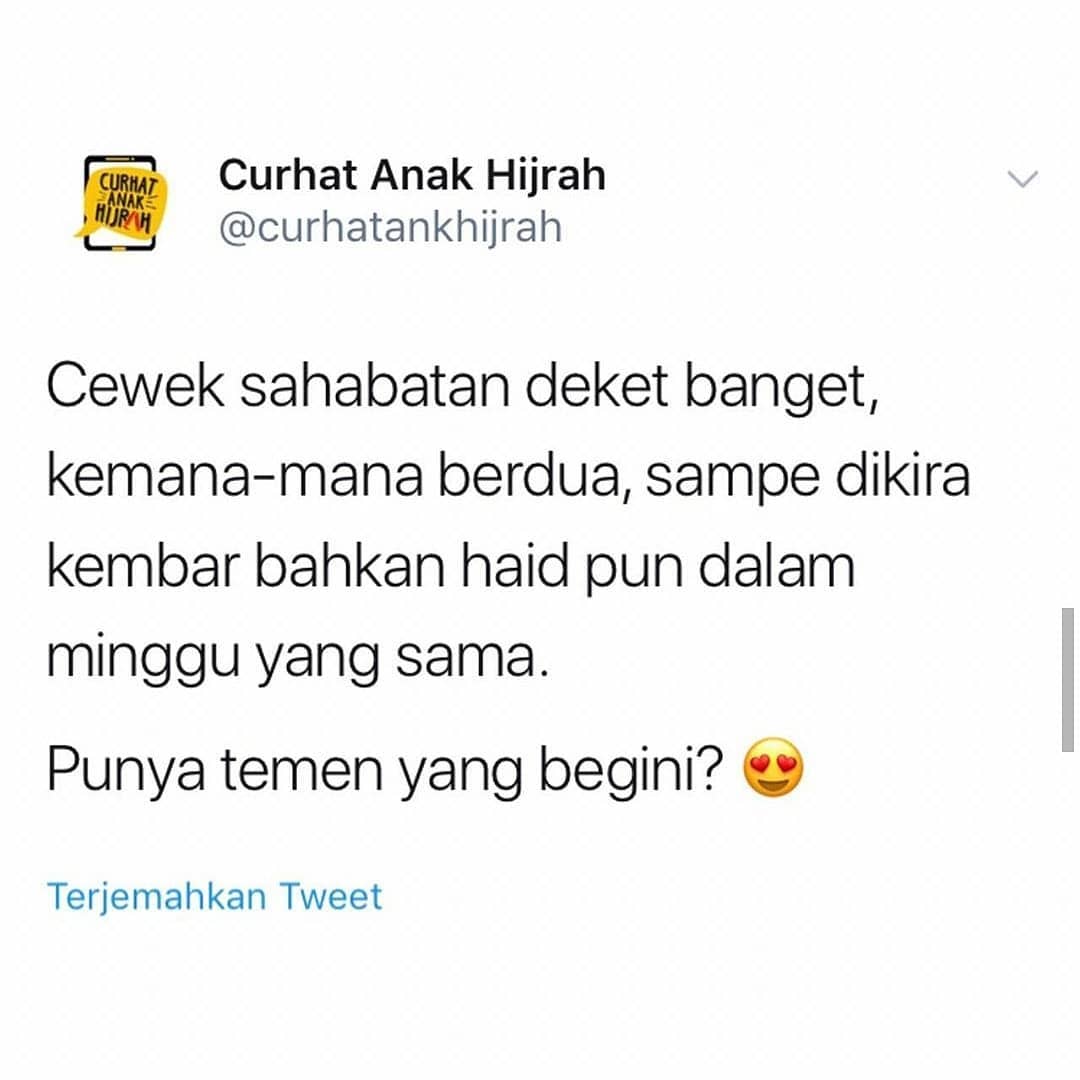 CURHAT
ANAK
HIJRAH
Curhat Anak Hijrah
@curhatankhijrah
Cewek sahabatan deket banget,
kemana-mana berdua, sampe dikira
kembar bahkan haid pun dalam
minggu yang sama.
Punya temen yang begini? 😍
Terjemahkan Tweet